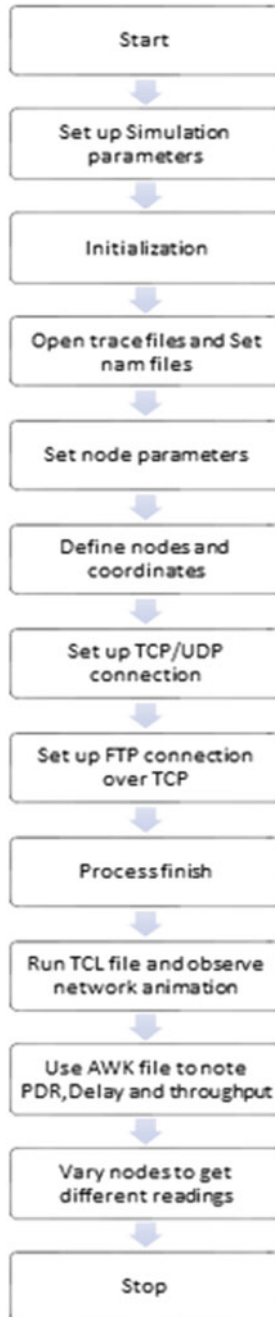 Start
Set up Simulation
parameters
Initialization
Open trace files and Set
nam files
Set node parameters
Define nodes and
coordinates
Set up TCP/UDP
connection
Set up FTP connection
over TCP
Process finish
Run TCL file and observe
network animation
Use AWK file to note
PDR, Delay and throughput
Vary nodes to get
different readings
Stop